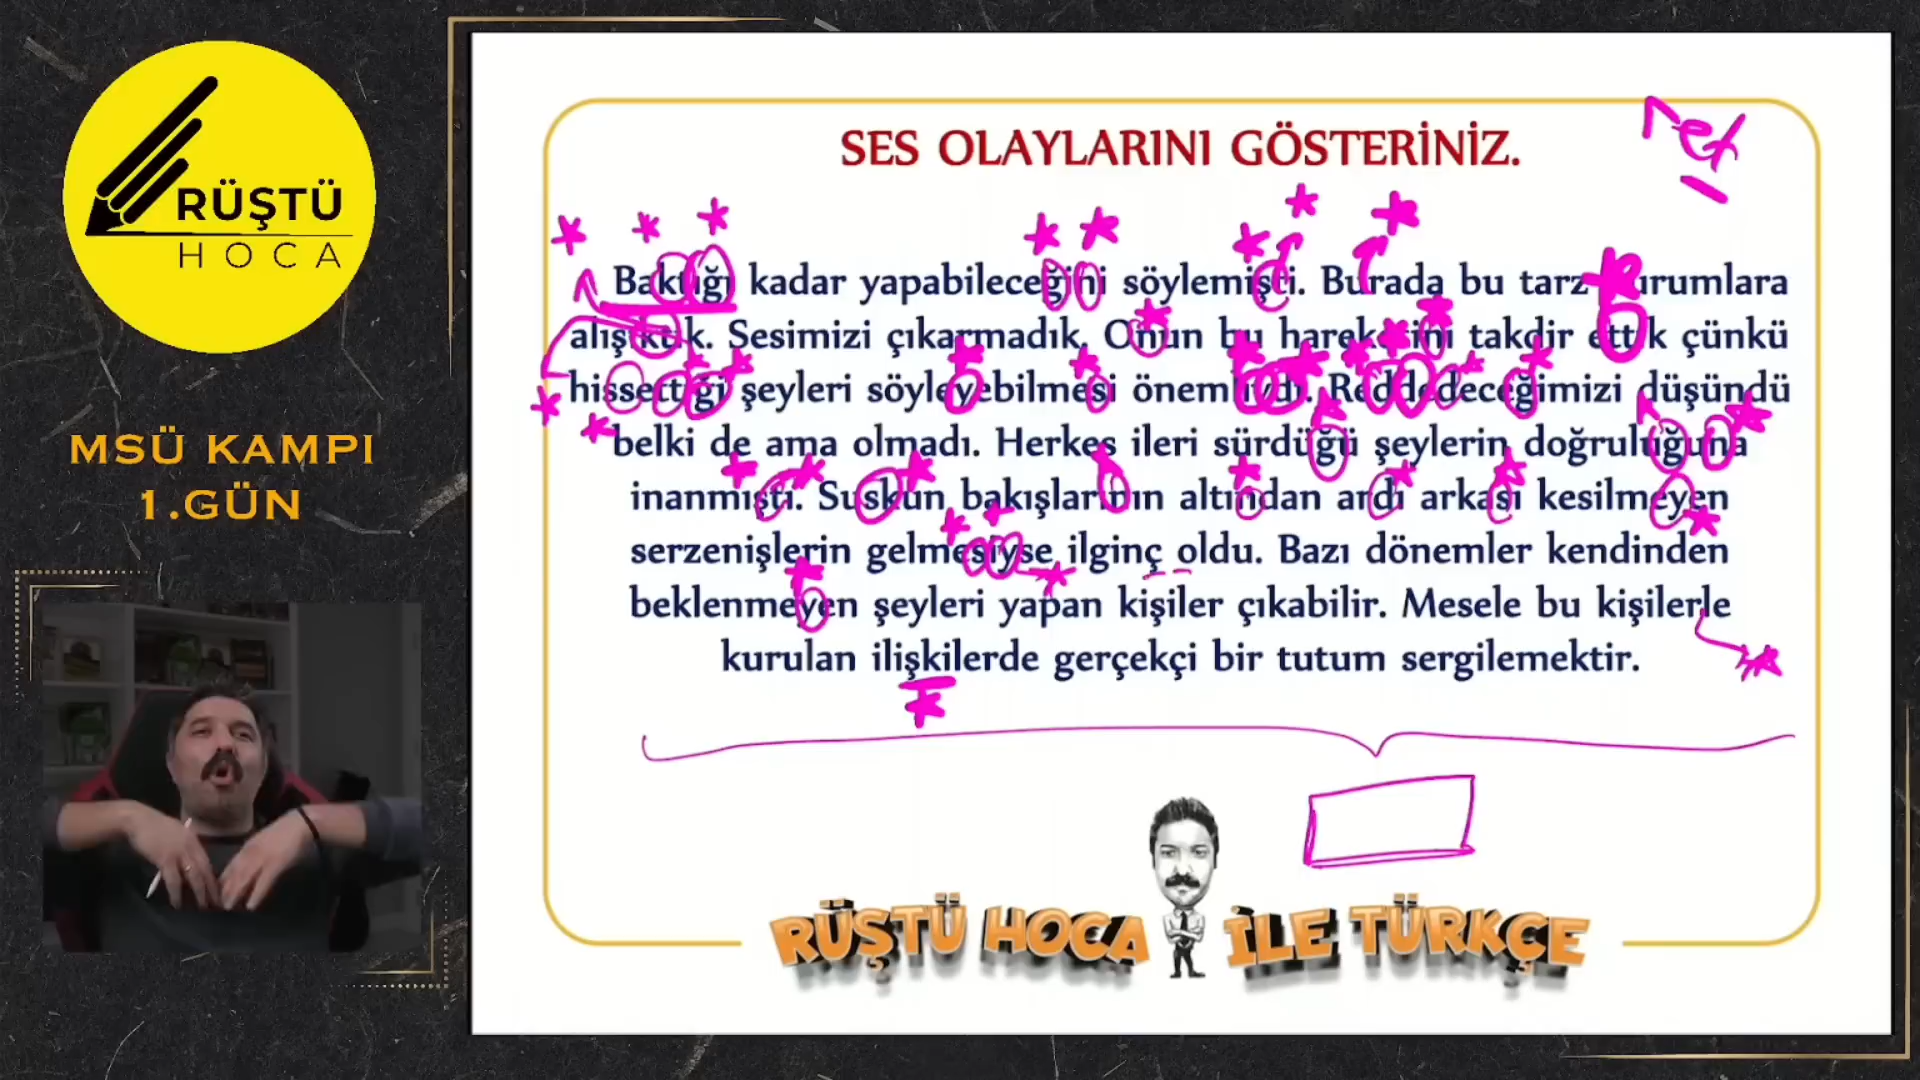 RÜŞTÜ
HOCA
MSÜ KAMPI
1.GÜN
SES OLAYLARINI GÖSTERİNİZ.
et
Baktığı kadar yapabileceğini söylemişti. Burada bu tarz
alışıktık. Sesimizi çıkarmadık. Onun bu hareketini takdir ettik çünkü
hissettiği şeyleri söyleyebilmesi önemliydi. Reddedeceğimizi düşündü
belki de ama olmadı. Herkes ileri sürdüğü şeylerin doğruluğuna
inanmıştı. Suskun bakışlarının altından ardı arkası kesilmeyen
serzenişlerin gelmesiyse ilginç oldu. Bazı dönemler kendinden
beklenmeyen şeyleri yapan kişiler çıkabilir. Mesele bu kişilerle
kurulan ilişkilerde gerçekçi bir tutum sergilemektir.
RÜŞTÜ HOCA İLE TÜRKÇE